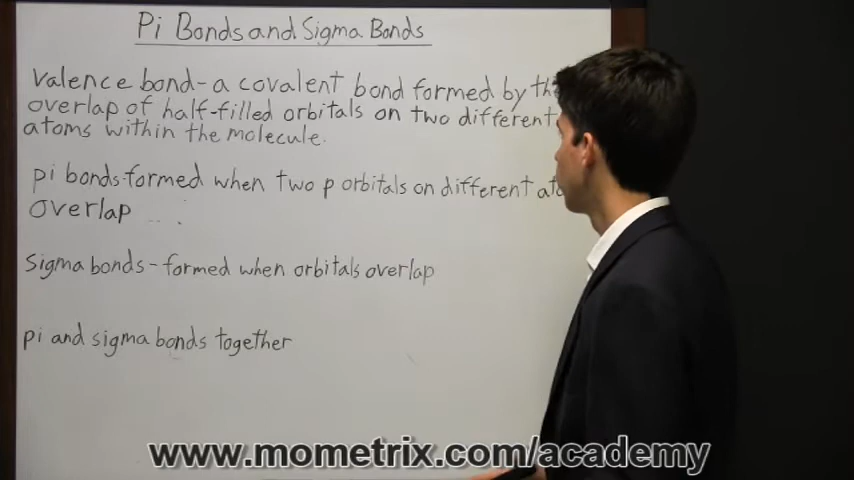 Pi Bonds and Sigma Bonds
valence bond- a covalent bond formed by the
overlap of half-filled orbitals on two different
atoms within the molecule.
pi bonds-formed when two p orbitals on different
overlap
Sigma bonds - formed when orbitals overlap
pi and sigma bonds together
www.mometrix.com/academy